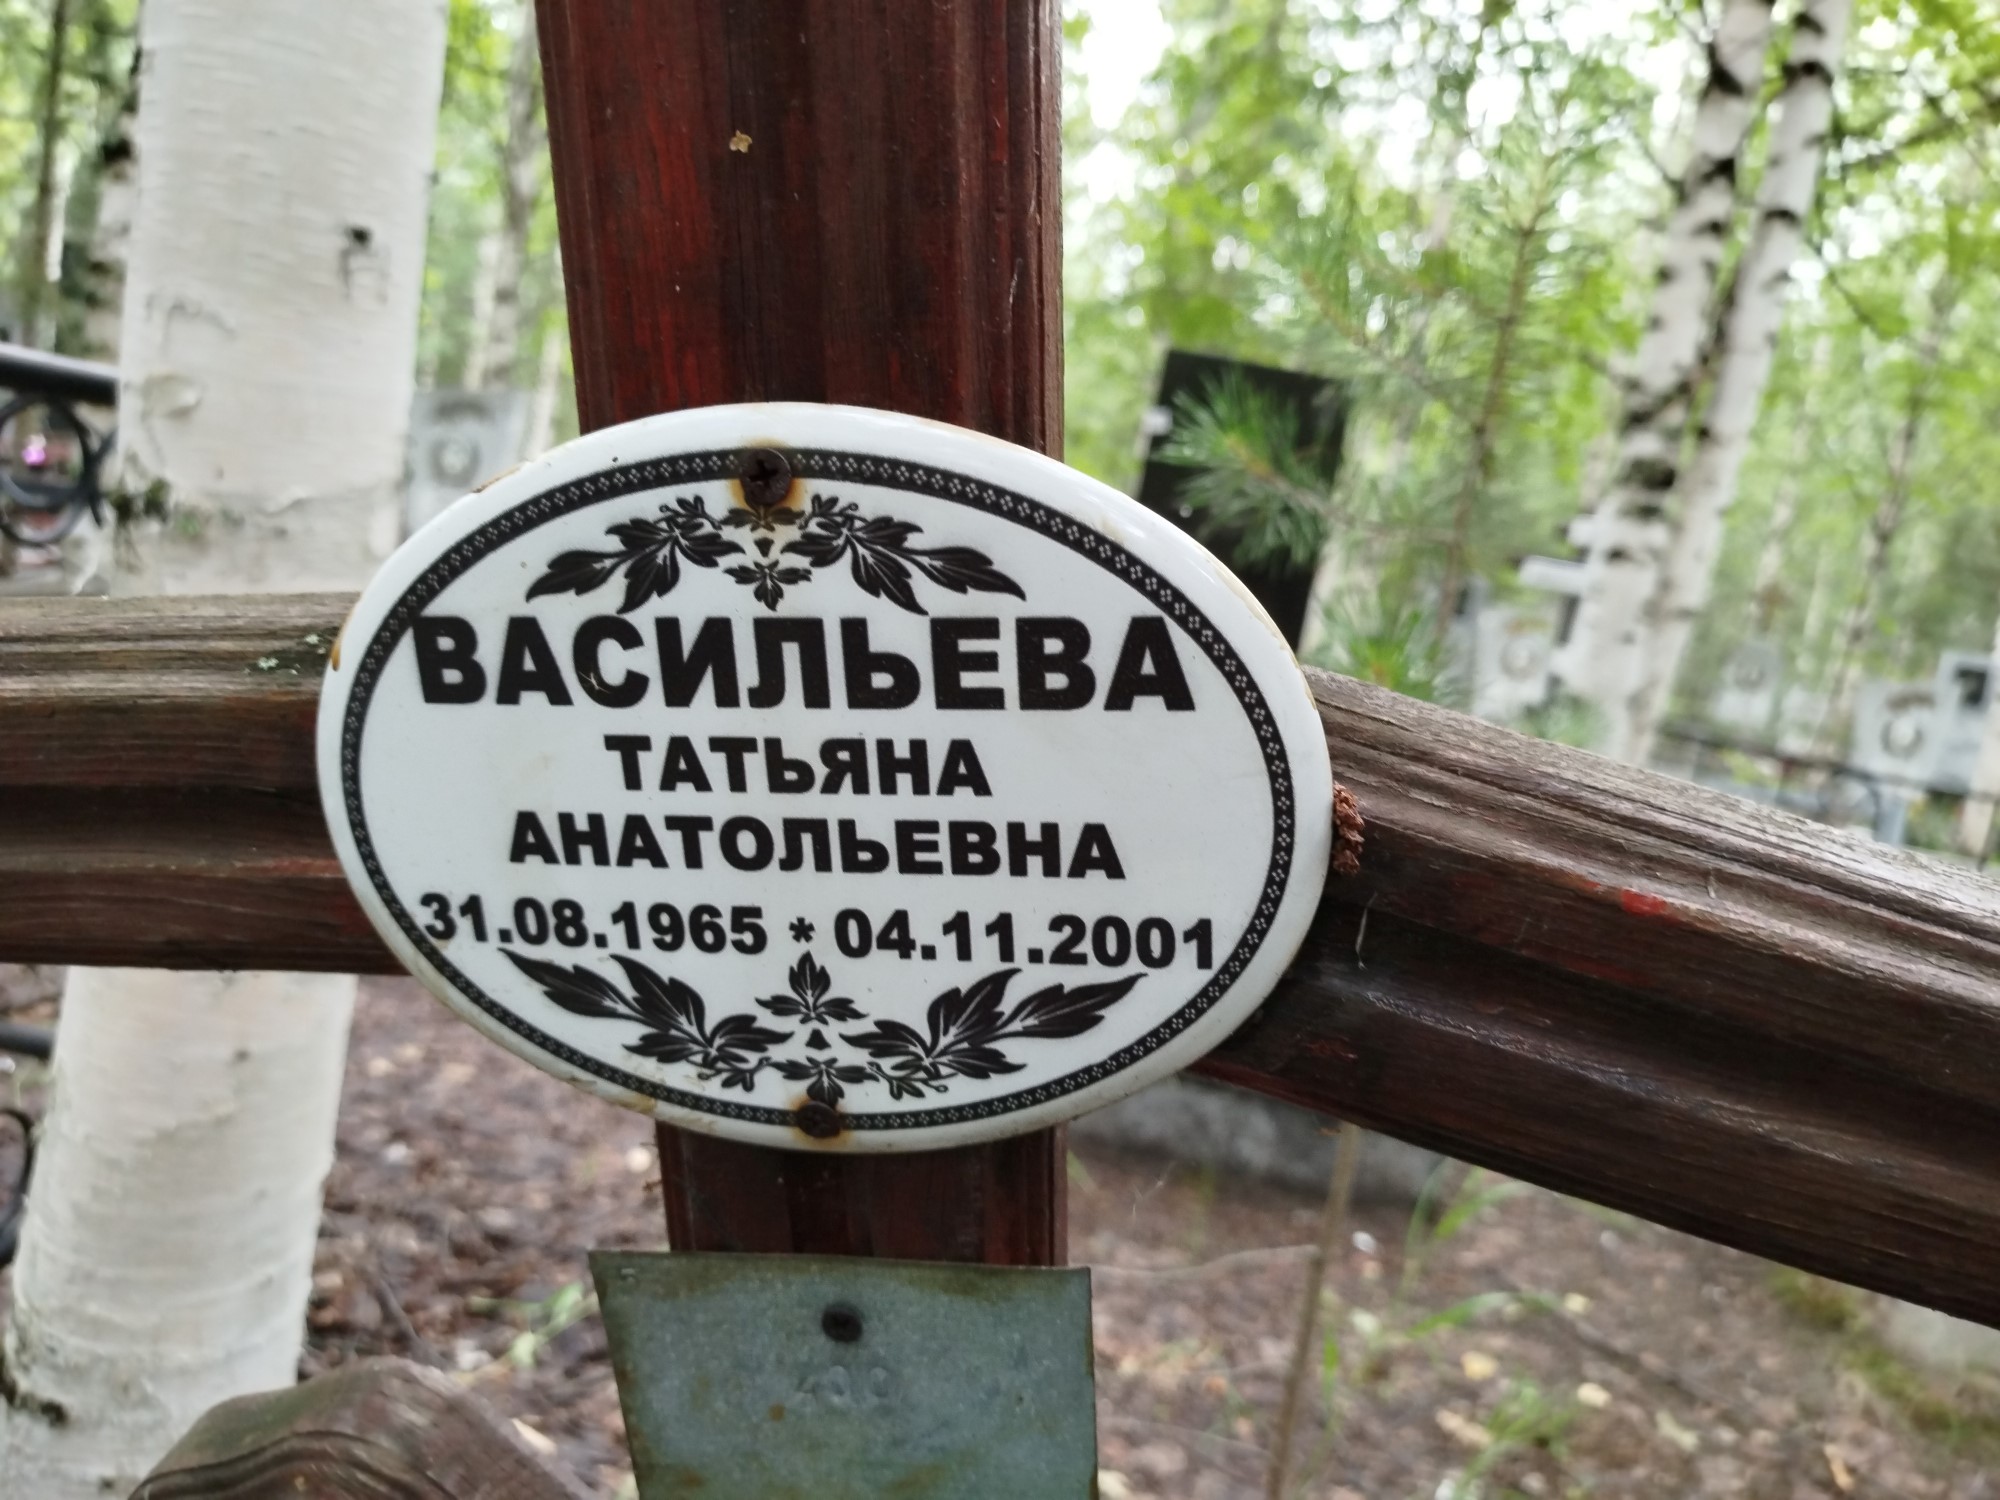 ВАСИЛЬЕВА
ТАТЬЯНА
АНАТОЛЬЕВНА
31.08.1965 * 04.11.2001